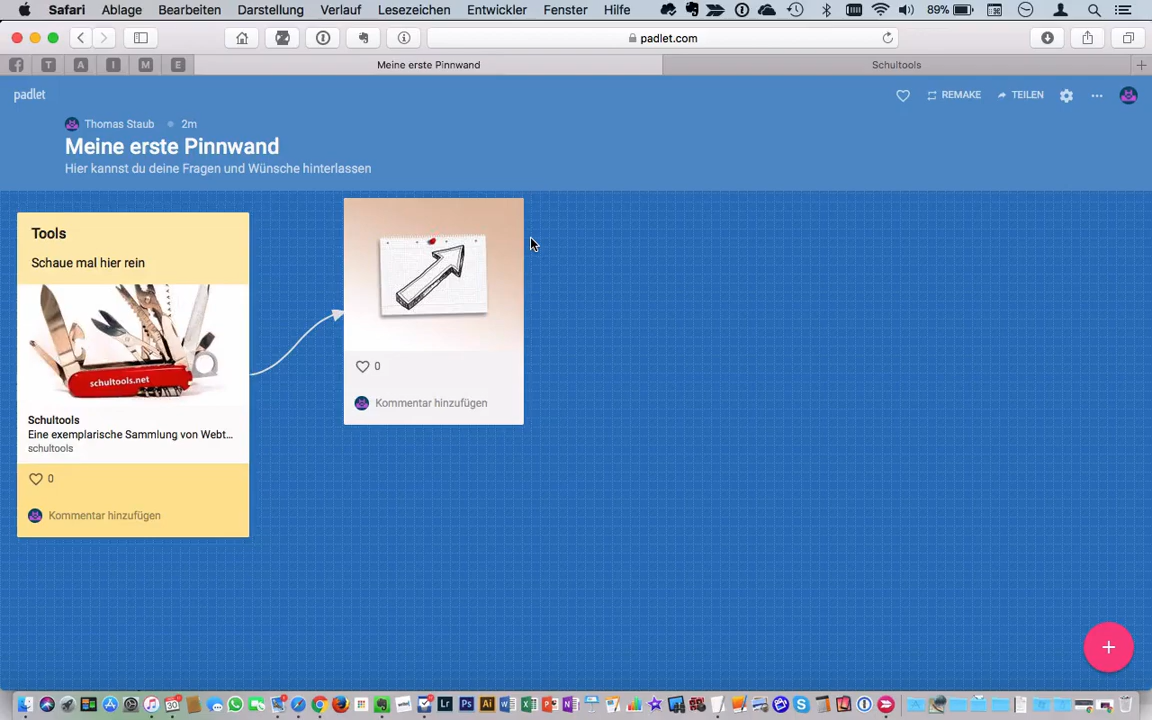 Safari Ablage Bearbeiten Darstellung Verlauf Lesezeichen Entwickler Fenster Hilfe 89%
padlet.com
T A I M E Meine erste Pinnwand Schultools
padlet REMAKE TEILEN
Thomas Staub 2m
Meine erste Pinnwand
Hier kannst du deine Fragen und Wünsche hinterlassen
Tools
Schaue mal hier rein
schultools.net
Schultools
Eine exemplarische Sammlung von Webt...
schultools
0
Kommentar hinzufügen
0
Kommentar hinzufügen